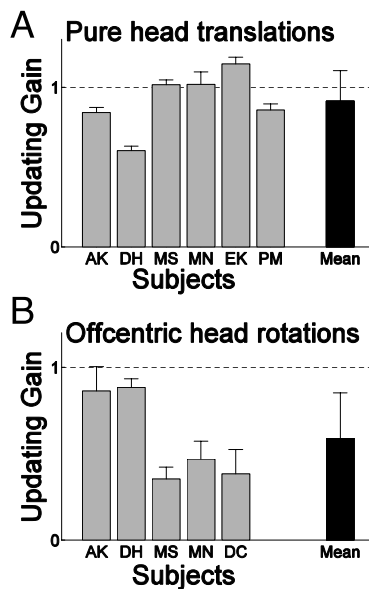 A
Pure head translations
Updating Gain
1
0
AK DH MS MN EK PM Mean
Subjects
B
Offcentric head rotations
Updating Gain
1
0
AK DH MS MN DC Mean
Subjects